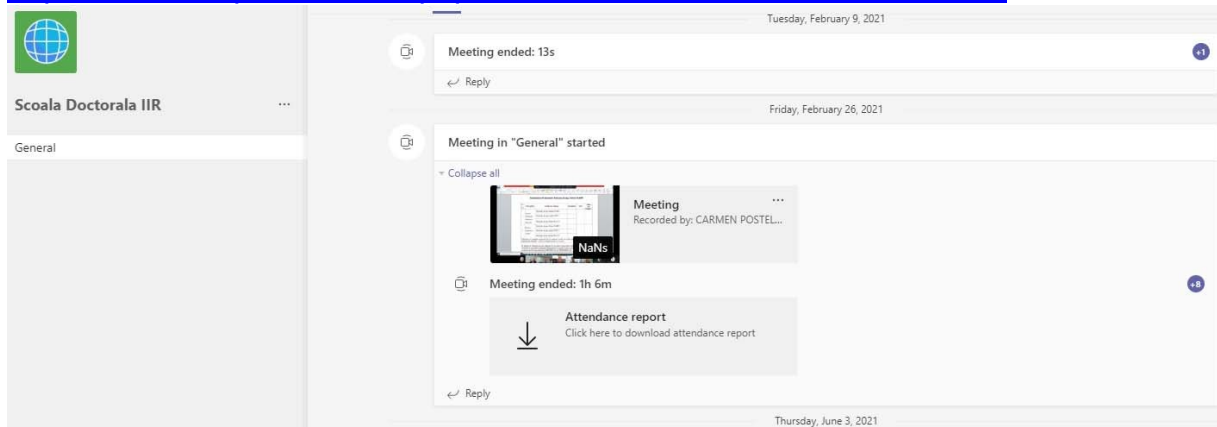 Tuesday, February 9, 2021
Meeting ended: 13s
+1
Reply
Scoala Doctorala IIR
...
Friday, February 26, 2021
General
Meeting in "General" started
Collapse all
Meeting
...
Recorded by: CARMEN POSTEL...
NaNs
Meeting ended: 1h 6m
+8
Attendance report
Click here to download attendance report
Reply
Thursday, June 3, 2021